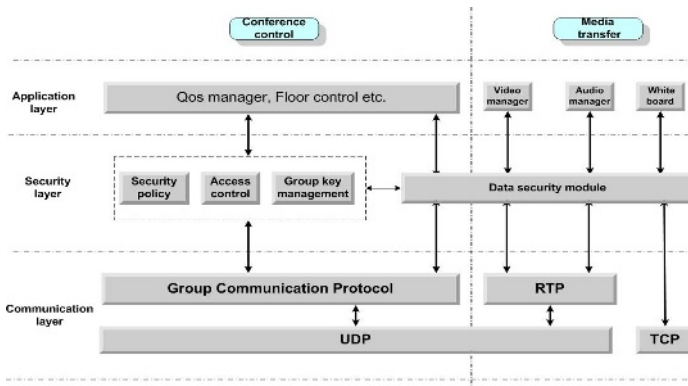 Conference
control
Media
transfer
Application
layer
Qos manager, Floor control etc.
Video
manager
Audio
manager
White
board
Security
layer
Security
policy
Access
control
Group key
management
Data security module
Communication
layer
Group Communication Protocol
RTP
UDP
TCP